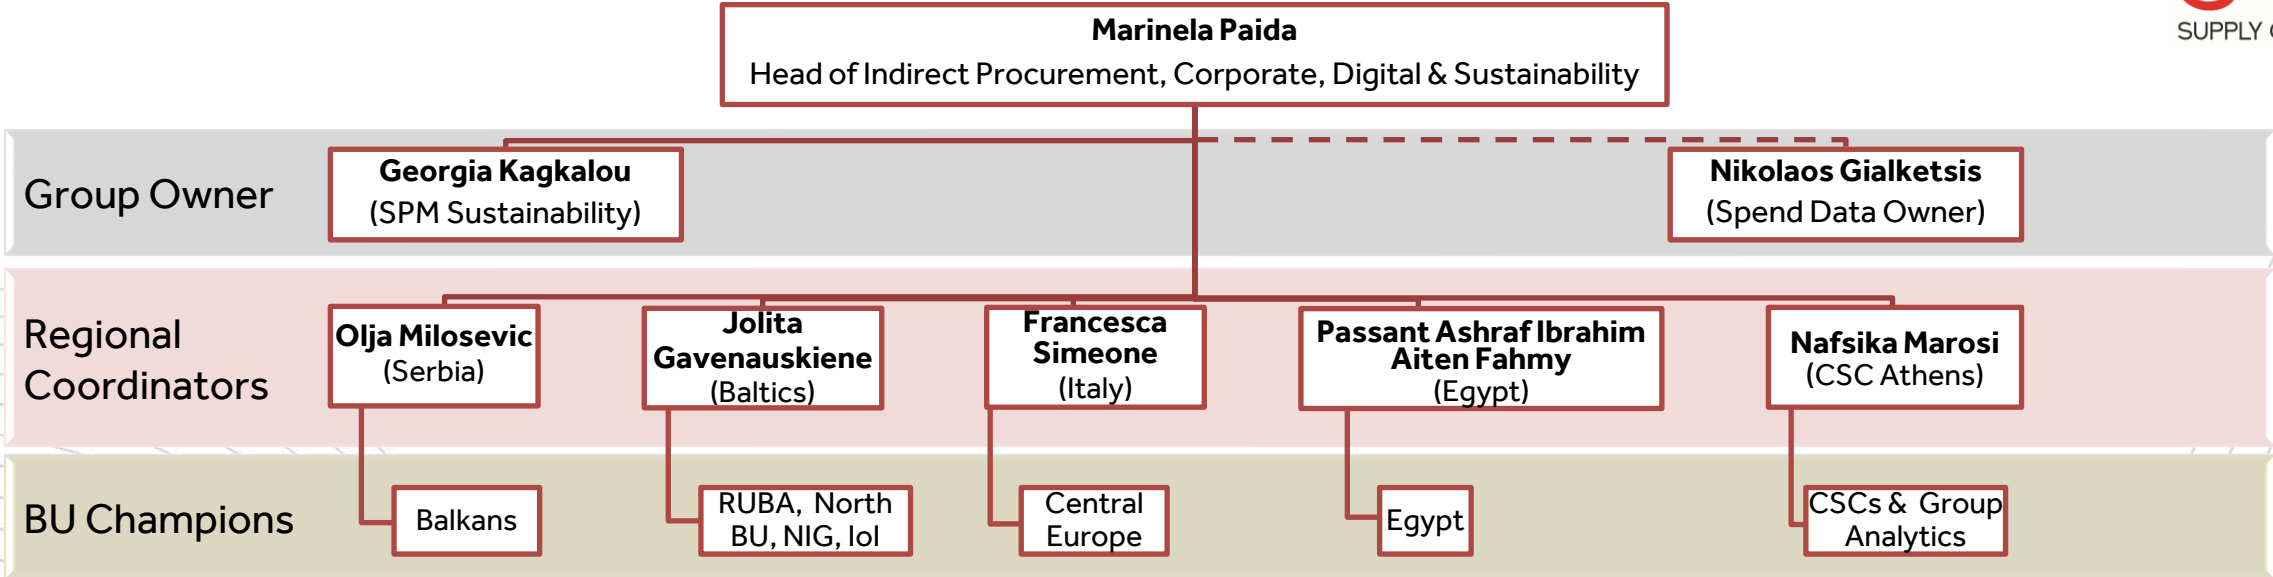 Marinela Paida
Head of Indirect Procurement, Corporate, Digital & Sustainability
SUPPLY
Group Owner
Georgia Kagkalou
(SPM Sustainability)
Nikolaos Gialketsis
(Spend Data Owner)
Regional
Coordinators
Olja Milosevic
(Serbia)
Jolita
Gavenauskiene
(Baltics)
Francesca
Simeone
(Italy)
Passant Ashraf Ibrahim
Aiten Fahmy
(Egypt)
Nafsika Marosi
(CSC Athens)
BU Champions
Balkans
RUBA, North
BU, NIG, IoI
Central
Europe
Egypt
CSCs & Group
Analytics